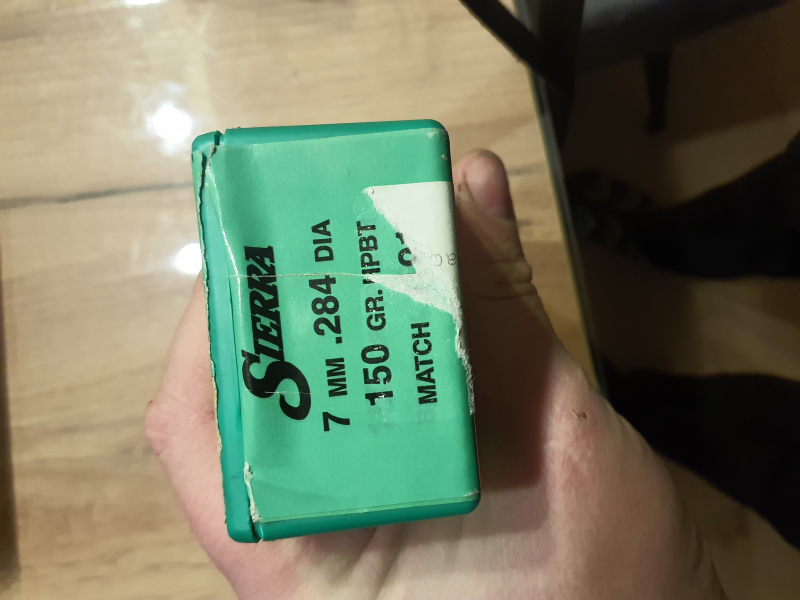 SIERRA
7 MM .284 DIA
150 GR. HPBT
MATCH